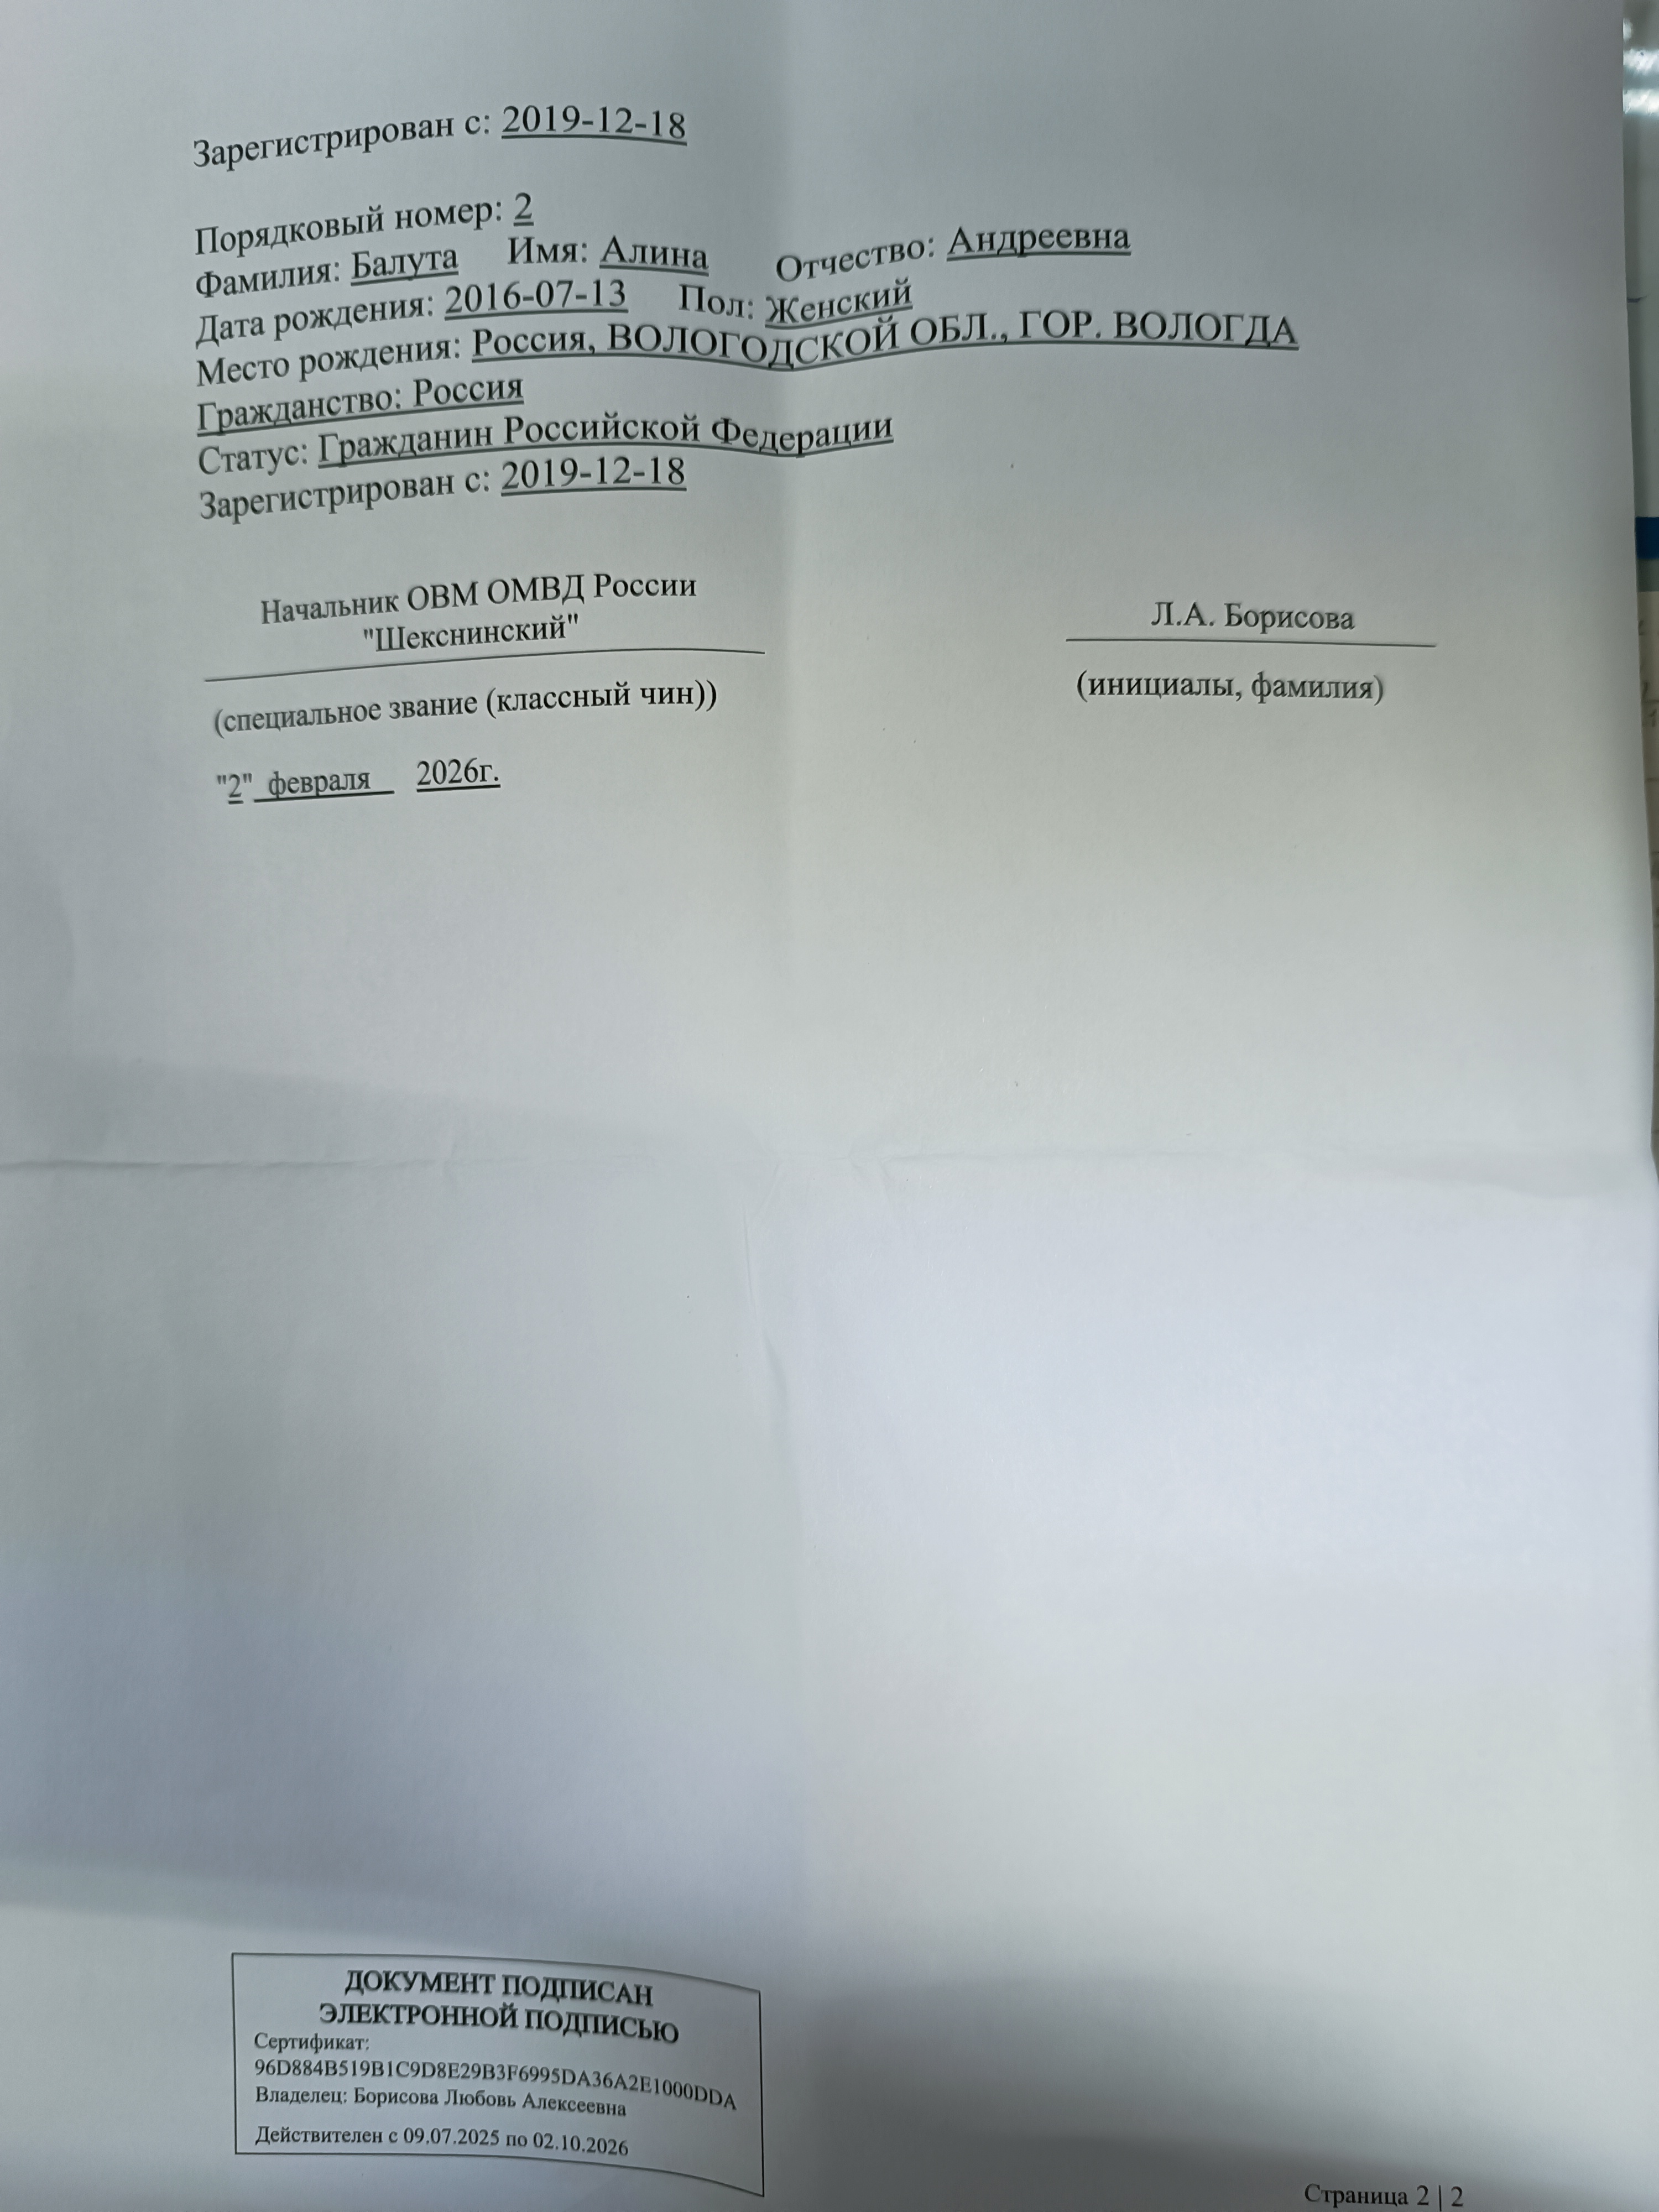 Зарегистрирован с: 2019-12-18
Порядковый номер: 2
Фамилия: Балута Имя: Алина Отчество: Андреевна
Дата рождения: 2016-07-13 Пол: Женский
Место рождения: Россия, ВОЛОГОДСКОЙ ОБЛ., ГОР. ВОЛОГДА
Гражданство: Россия
Статус: Гражданин Российской Федерации
Зарегистрирован с: 2019-12-18
Начальник ОВМ ОМВД России
"Шекснинский"
Л.А. Борисова
(специальное звание (классный чин))
(инициалы, фамилия)
"2" февраля 2026г.
ДОКУМЕНТ ПОДПИСАН
ЭЛЕКТРОННОЙ ПОДПИСЬЮ
Сертификат:
96D884B519B1C9D8E29B3F6995DA36A2E1000DDA
Владелец: Борисова Любовь Алексеевна
Действителен с 09.07.2025 по 02.10.2026
Страница 2 | 2